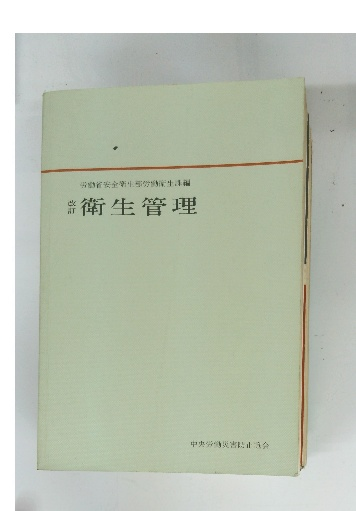 労働省安全衛生部労働衛生課編
改訂 衛生管理
中央労働災害防止協会